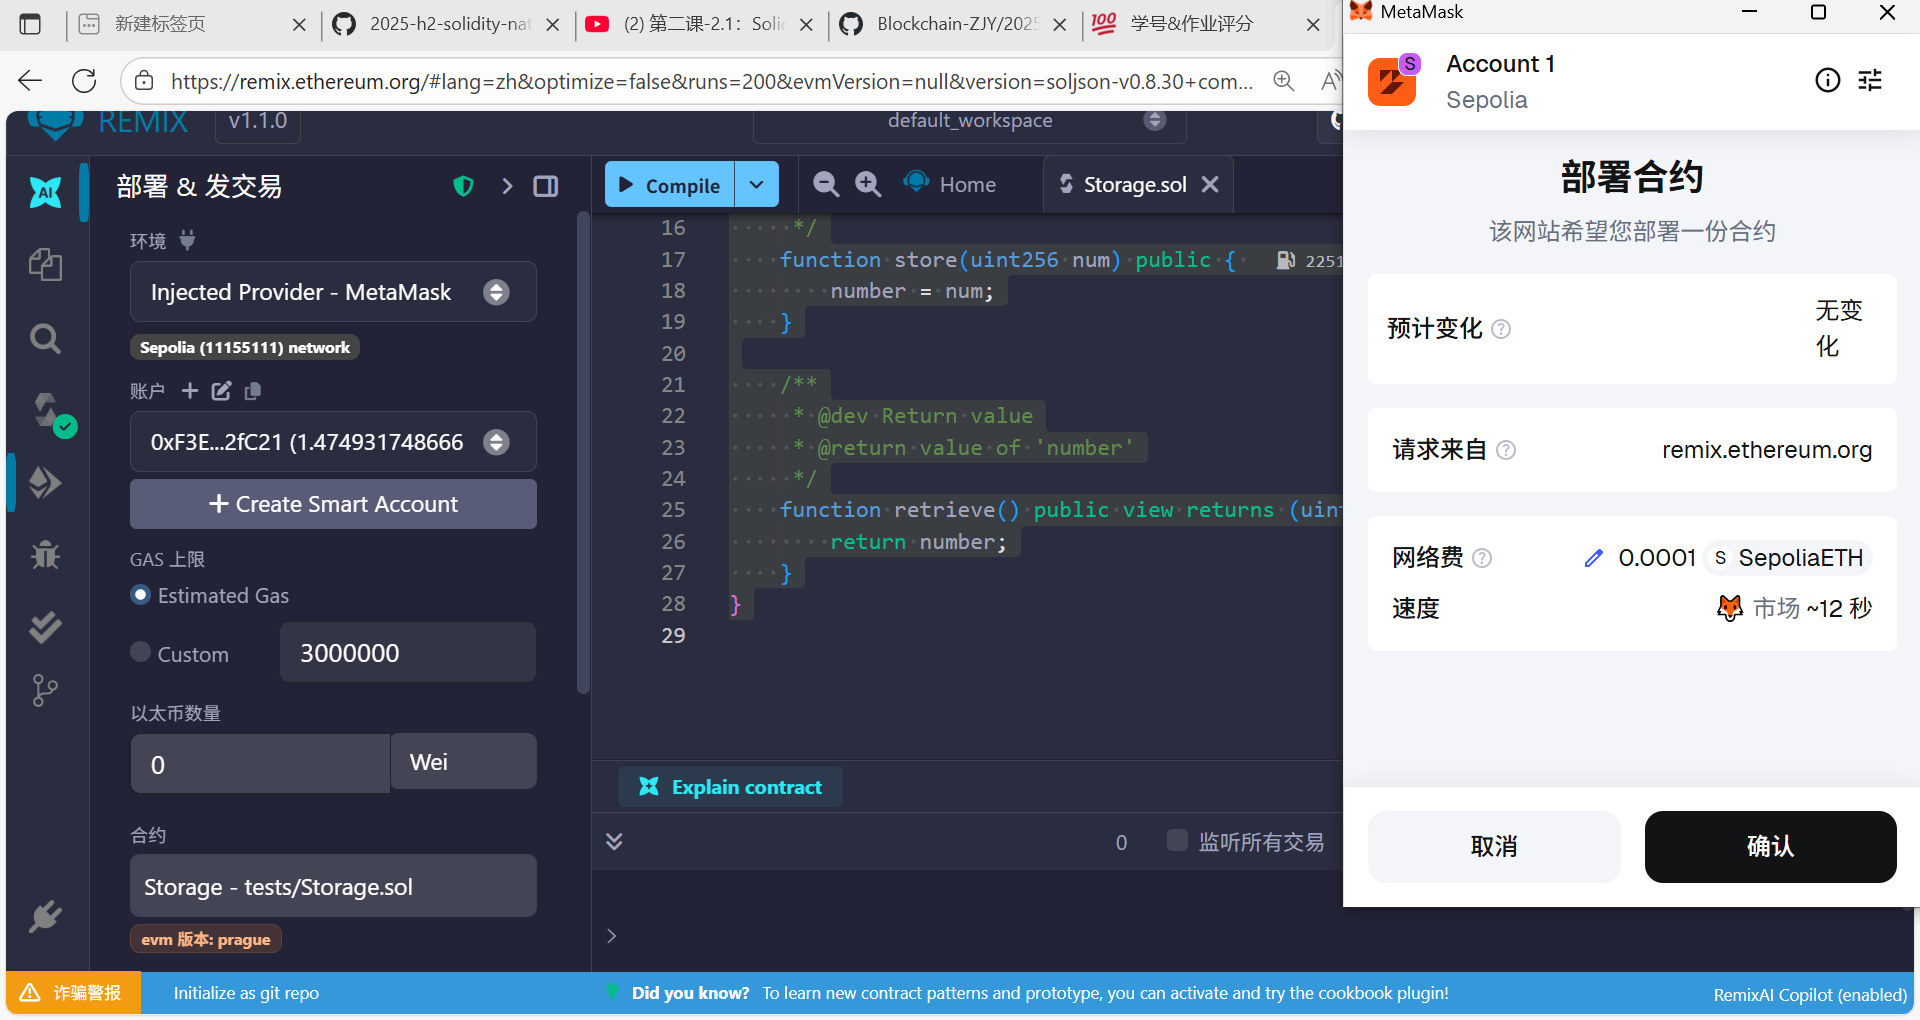 新建标签页
2025-h2-solidity-nat
(2) 第二课-2.1：Solid
Blockchain-ZJY/2025
100 学号&作业评分
https://remix.ethereum.org/#lang=zh&optimize=false&runs=200&evmVersion=null&version=soljson-v0.8.30+com...
REMIX
v1.1.0
default_workspace
AI
部署 & 发交易
环境
Injected Provider - MetaMask
Sepolia (11155111) network
账户
0xF3E...2fC21 (1.474931748666
+ Create Smart Account
GAS 上限
Estimated Gas
Custom
3000000
以太币数量
0
Wei
合约
Storage - tests/Storage.sol
evm 版本: prague
Compile
Home
Storage.sol
16 */
17 function store(uint256 num) public { 2251
18 number = num;
19 }
20
21 /**
22 * @dev Return value
23 * @return value of 'number'
24 */
25 function retrieve() public view returns (uint
26 return number;
27 }
28 }
29
Explain contract
0
监听所有交易
>
MetaMask
S
Account 1
Sepolia
部署合约
该网站希望您部署一份合约
预计变化 ?
无变
化
请求来自 ?
remix.ethereum.org
网络费 ?
0.0001 S SepoliaETH
速度
市场 ~12 秒
取消
确认
诈骗警报
Initialize as git repo
Did you know? To learn new contract patterns and prototype, you can activate and try the cookbook plugin!
RemixAI Copilot (enabled)